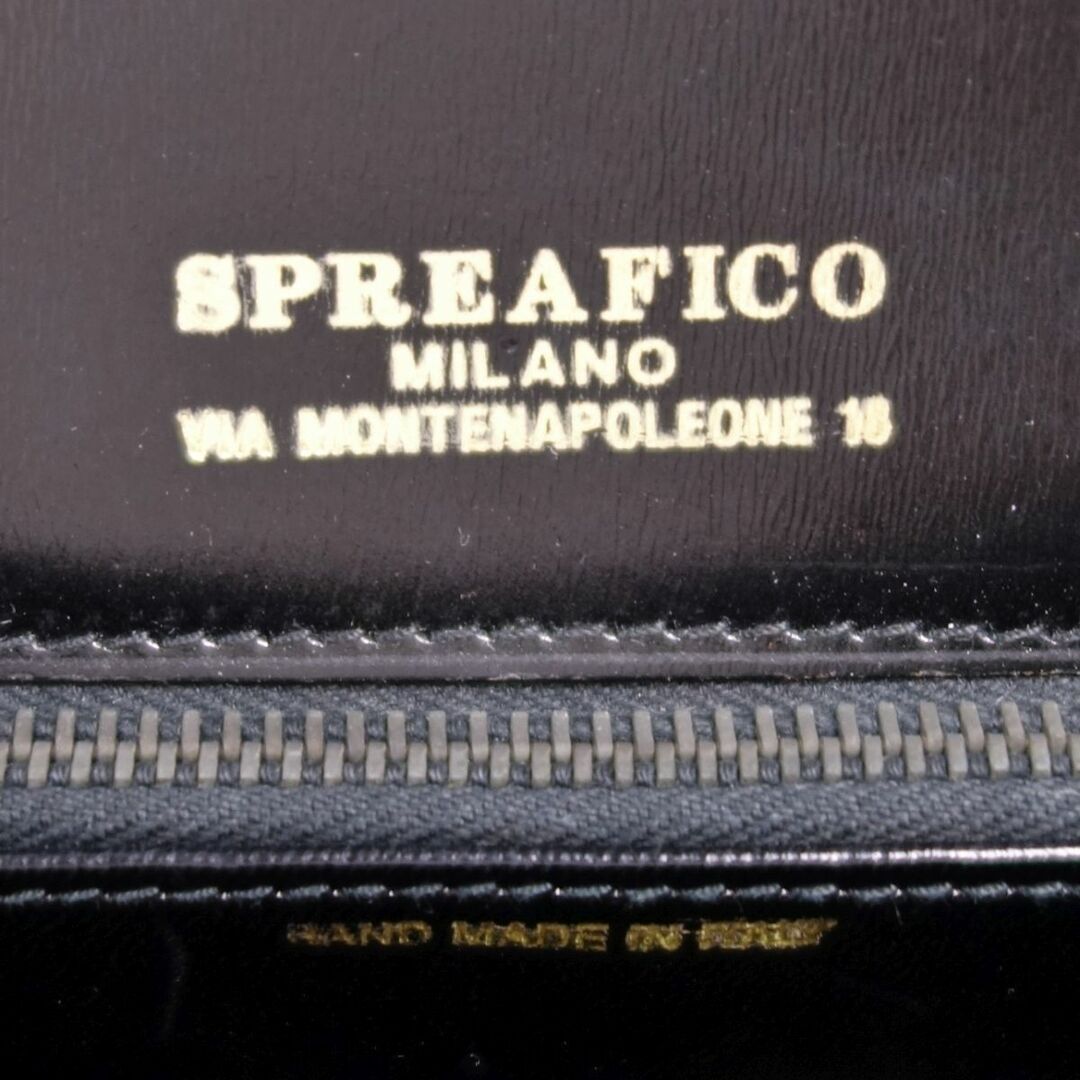 SPREAFICO
MILANO
VIA MONTENAPOLEONE 18
HAND MADE IN ITALY